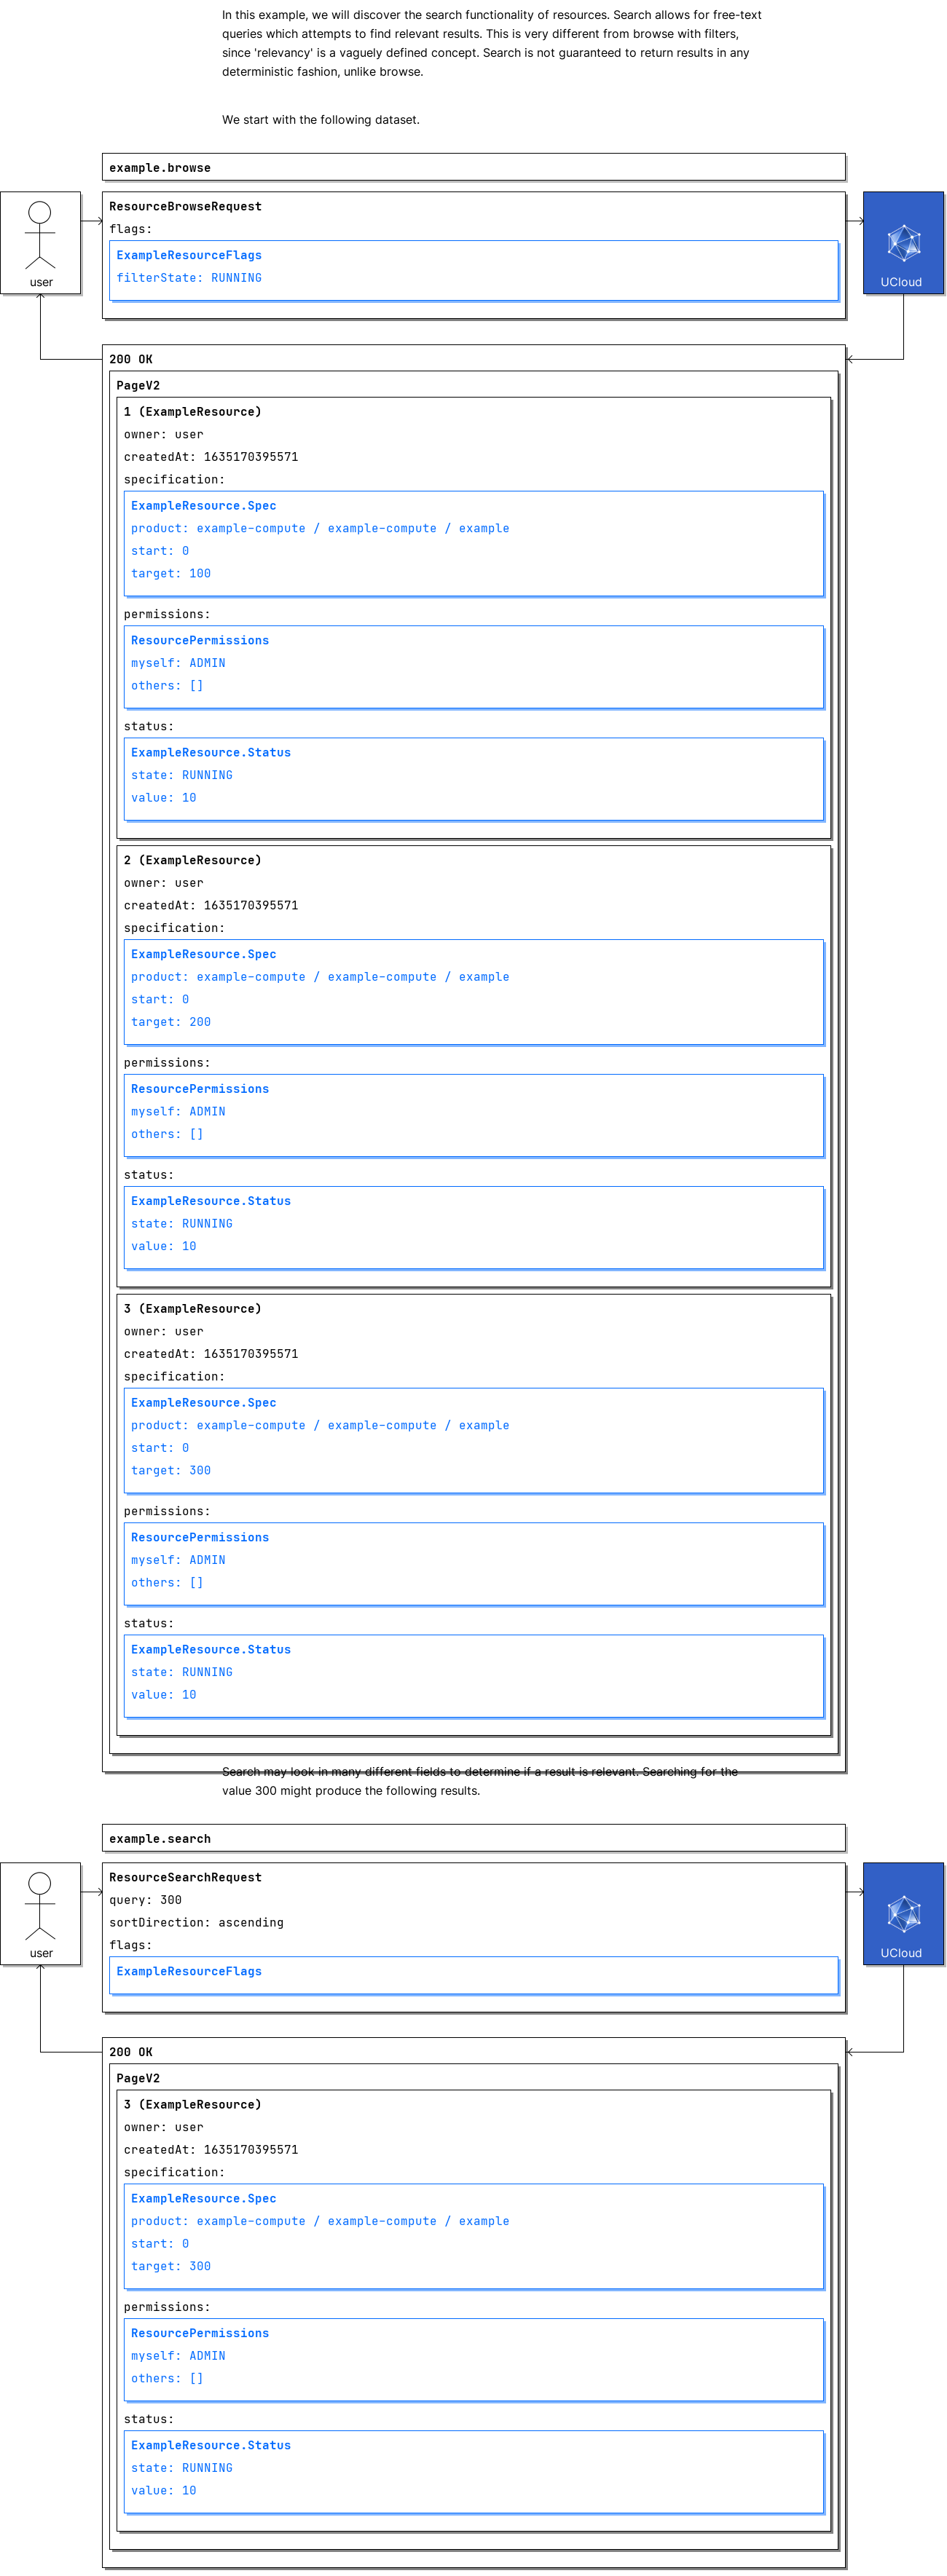 In this example, we will discover the search functionality of resources. Search allows for free-text
queries which attempts to find relevant results. This is very different from browse with filters,
since 'relevancy' is a vaguely defined concept. Search is not guaranteed to return results in any
deterministic fashion, unlike browse.
We start with the following dataset.
example.browse
user
ResourceBrowseRequest
flags:
ExampleResourceFlags
filterState: RUNNING
UCloud
200 OK
PageV2
1 (ExampleResource)
owner: user
createdAt: 1635170395571
specification:
ExampleResource.Spec
product: example-compute / example-compute / example
start: 0
target: 100
permissions:
ResourcePermissions
myself: ADMIN
others: []
status:
ExampleResource.Status
state: RUNNING
value: 10
2 (ExampleResource)
owner: user
createdAt: 1635170395571
specification:
ExampleResource.Spec
product: example-compute / example-compute / example
start: 0
target: 200
permissions:
ResourcePermissions
myself: ADMIN
others: []
status:
ExampleResource.Status
state: RUNNING
value: 10
3 (ExampleResource)
owner: user
createdAt: 1635170395571
specification:
ExampleResource.Spec
product: example-compute / example-compute / example
start: 0
target: 300
permissions:
ResourcePermissions
myself: ADMIN
others: []
status:
ExampleResource.Status
state: RUNNING
value: 10
Search may look in many different fields to determine if a result is relevant. Searching for the
value 300 might produce the following results.
example.search
user
ResourceSearchRequest
query: 300
sortDirection: ascending
flags:
ExampleResourceFlags
UCloud
200 OK
PageV2
3 (ExampleResource)
owner: user
createdAt: 1635170395571
specification:
ExampleResource.Spec
product: example-compute / example-compute / example
start: 0
target: 300
permissions:
ResourcePermissions
myself: ADMIN
others: []
status:
ExampleResource.Status
state: RUNNING
value: 10